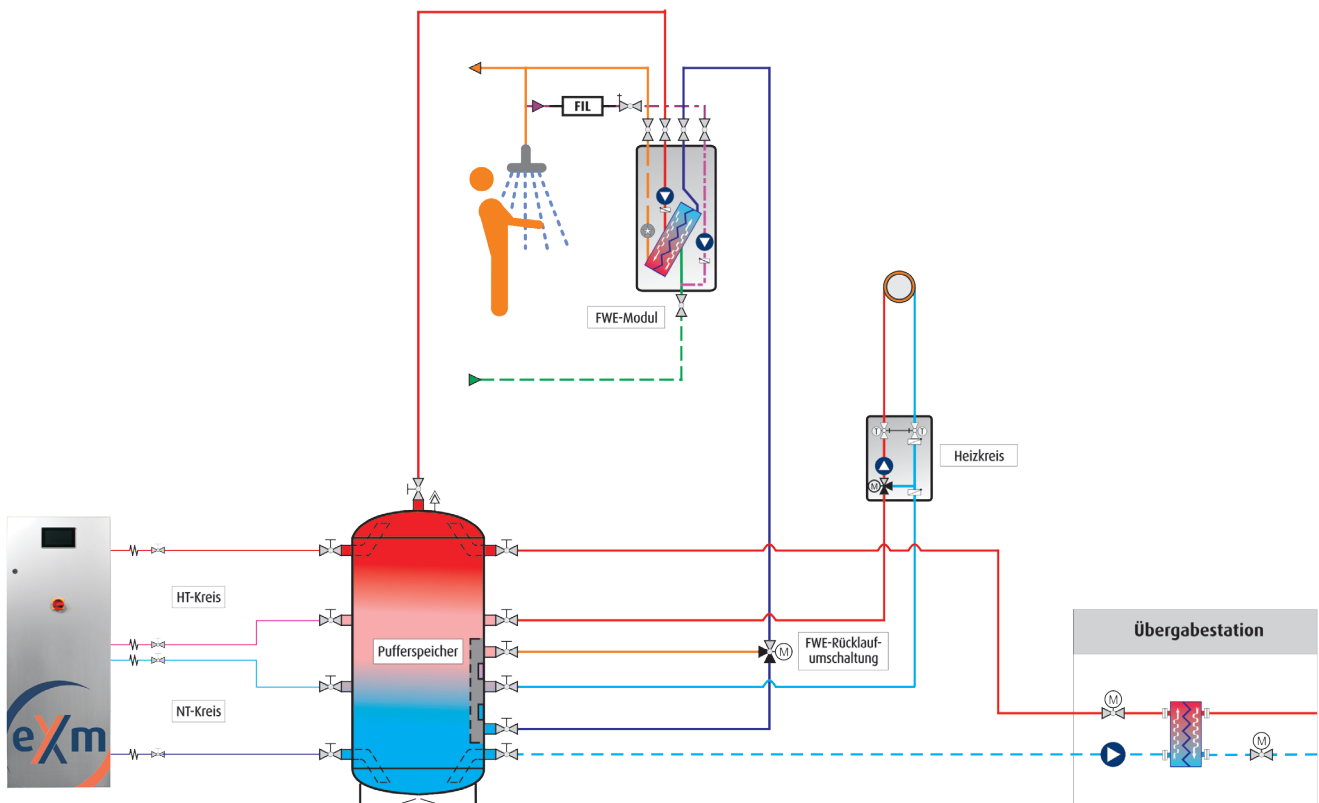 FIL
FWE-Modul
T
T
M
Heizkreis
HT-Kreis
Pufferspeicher
M
FWE-Rücklauf-
umschaltung
NT-Kreis
eXm
Übergabestation
M
M